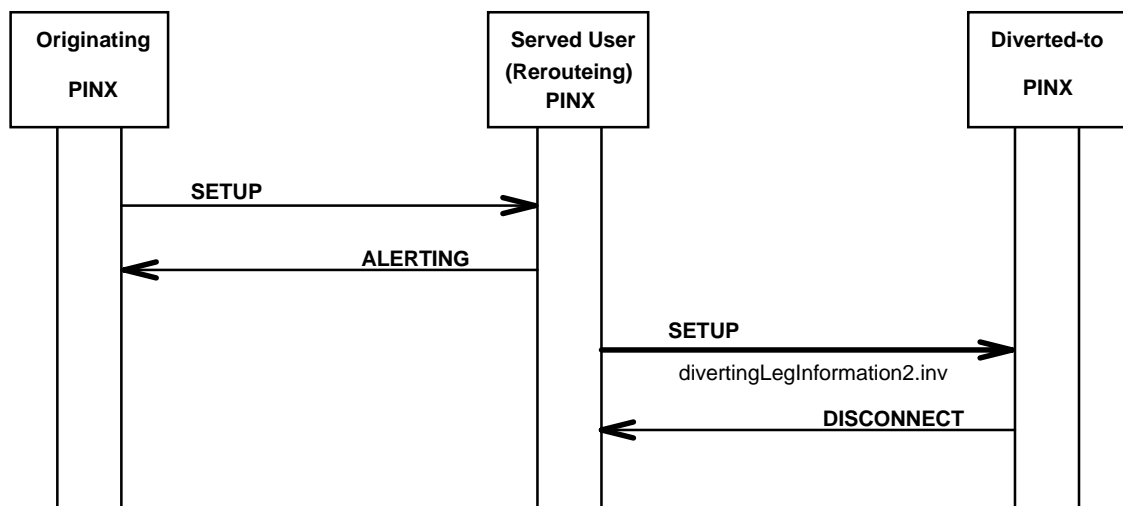 Originating
PINX
Served User
(Rerouteing)
PINX
Diverted-to
PINX
SETUP
ALERTING
SETUP
divertingLegInformation2.inv
DISCONNECT